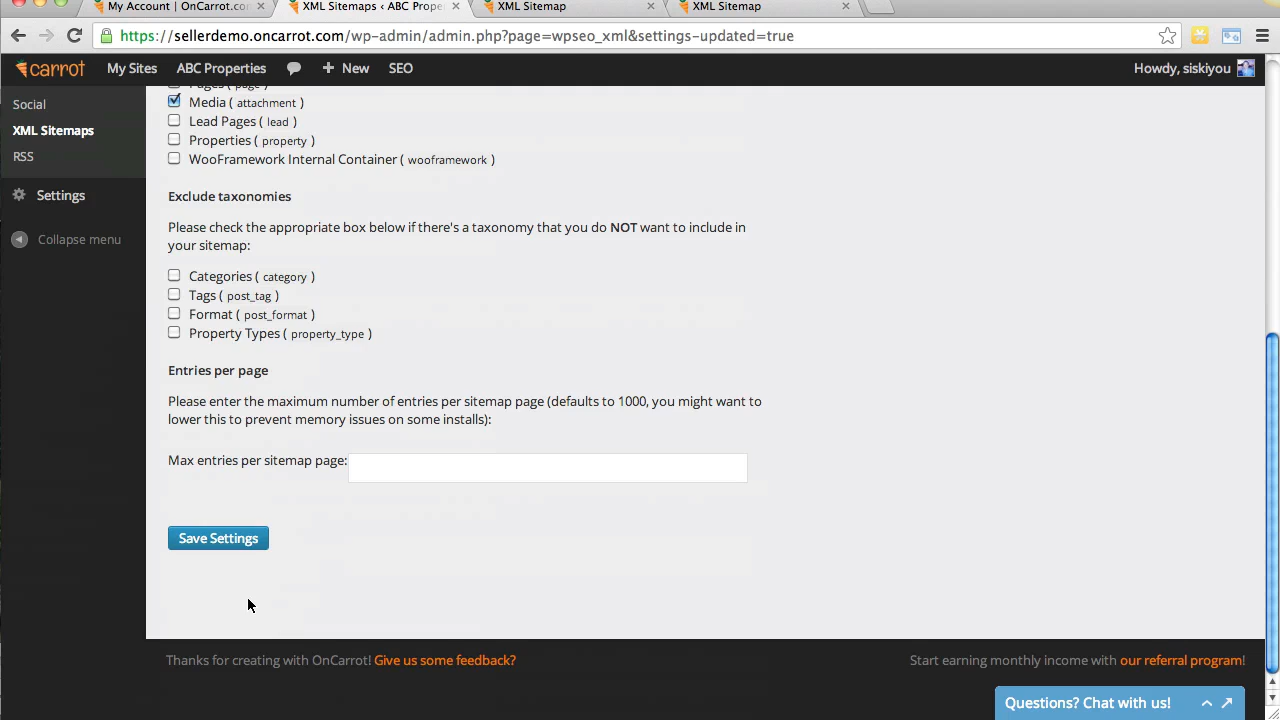 My Account | OnCarrot.co
XML Sitemaps ‹ ABC Prope
XML Sitemap
XML Sitemap
https://sellerdemo.oncarrot.com/wp-admin/admin.php?page=wpseo_xml&settings-updated=true
carrot My Sites ABC Properties + New SEO Howdy, siskiyou
Social
XML Sitemaps
RSS
Settings
Collapse menu
Pages ( page )
Media ( attachment )
Lead Pages ( lead )
Properties ( property )
WooFramework Internal Container ( wooframework )
Exclude taxonomies
Please check the appropriate box below if there's a taxonomy that you do NOT want to include in
your sitemap:
Categories ( category )
Tags ( post_tag )
Format ( post_format )
Property Types ( property_type )
Entries per page
Please enter the maximum number of entries per sitemap page (defaults to 1000, you might want to
lower this to prevent memory issues on some installs):
Max entries per sitemap page:
Save Settings
Thanks for creating with OnCarrot! Give us some feedback?
Start earning monthly income with our referral program!
Questions? Chat with us!